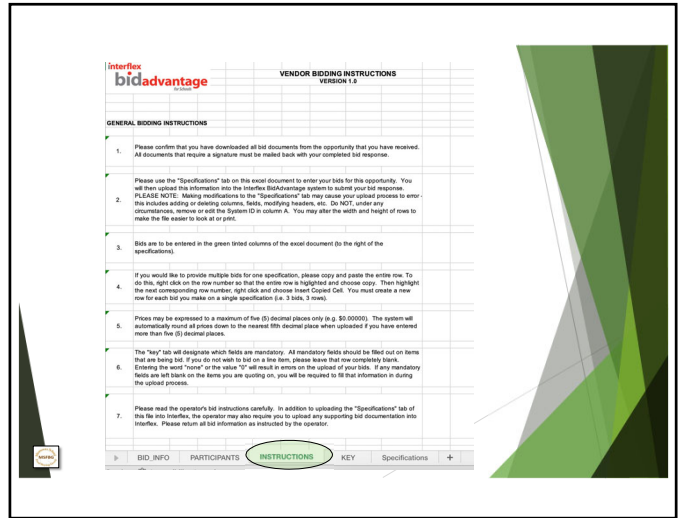 interflex
bidadvantage
for Schools
VENDOR BIDDING INSTRUCTIONS
VERSION 1.0
GENERAL BIDDING INSTRUCTIONS
1. Please confirm that you have downloaded all bid documents from the opportunity that you have received.
All documents that require a signature must be mailed back with your completed bid response.
2. Please use the "Specifications" tab on this excel document to enter your bids for this opportunity. You
will then upload this information into the Interflex BidAdvantage system to submit your bid response.
PLEASE NOTE: Making modifications to the "Specifications" tab may cause your upload process to error -
this includes adding or deleting columns, fields, modifying headers, etc. Do NOT, under any
circumstances, remove or edit the System ID in column A. You may alter the width and height of rows to
make the file easier to look at or print.
3. Bids are to be entered in the green tinted columns of the excel document (to the right of the
specifications).
4. If you would like to provide multiple bids for one specification, please copy and paste the entire row. To
do this, right click on the row number so that the entire row is higlighted and choose copy. Then highlight
the next corresponding row number, right click and choose Insert Copied Cell. You must create a new
row for each bid you make on a single specification (i.e. 3 bids, 3 rows).
5. Prices may be expressed to a maximum of five (5) decimal places only (e.g. $0.00000). The system will
automatically round all prices down to the nearest fifth decimal place when uploaded if you have entered
more than five (5) decimal places.
6. The "key" tab will designate which fields are mandatory. All mandatory fields should be filled out on items
that are being bid. If you do not wish to bid on a line item, please leave that row completely blank.
Entering the word "none" or the value "0" will result in errors on the upload of your bids. If any mandatory
fields are left blank on the items you are quoting on, you will be required to fill that information in during
the upload process.
7. Please read the operator's bid instructions carefully. In addition to uploading the "Specifications" tab of
this file into Interflex, the operator may also require you to upload any supporting bid documentation into
Interflex. Please return all bid information as instructed by the operator.
BID_INFO PARTICIPANTS INSTRUCTIONS KEY Specifications +